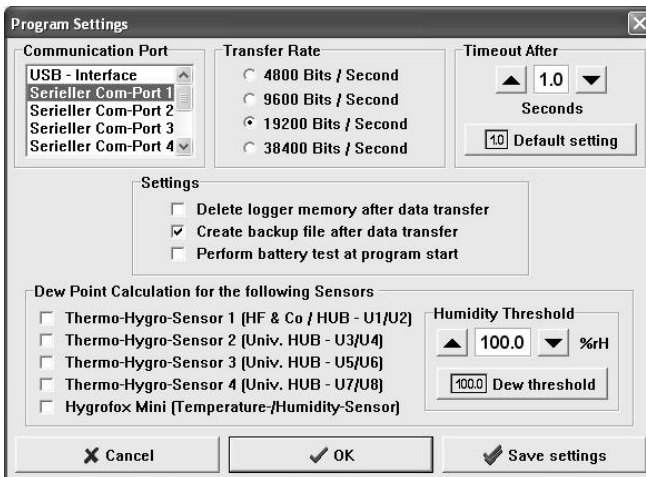 Program Settings
Communication Port
USB - Interface
Serieller Com-Port 1
Serieller Com-Port 2
Serieller Com-Port 3
Serieller Com-Port 4
Transfer Rate
4800 Bits / Second
9600 Bits / Second
19200 Bits / Second
38400 Bits / Second
Timeout After
1.0
Seconds
1.0 Default setting
Settings
Delete logger memory after data transfer
Create backup file after data transfer
Perform battery test at program start
Dew Point Calculation for the following Sensors
Thermo-Hygro-Sensor 1 (HF & Co / HUB - U1/U2)
Thermo-Hygro-Sensor 2 (Univ. HUB - U3/U4)
Thermo-Hygro-Sensor 3 (Univ. HUB - U5/U6)
Thermo-Hygro-Sensor 4 (Univ. HUB - U7/U8)
Hygrofox Mini (Temperature-/Humidity-Sensor)
Humidity Threshold
100.0 %rH
100.0 Dew threshold
Cancel
OK
Save settings